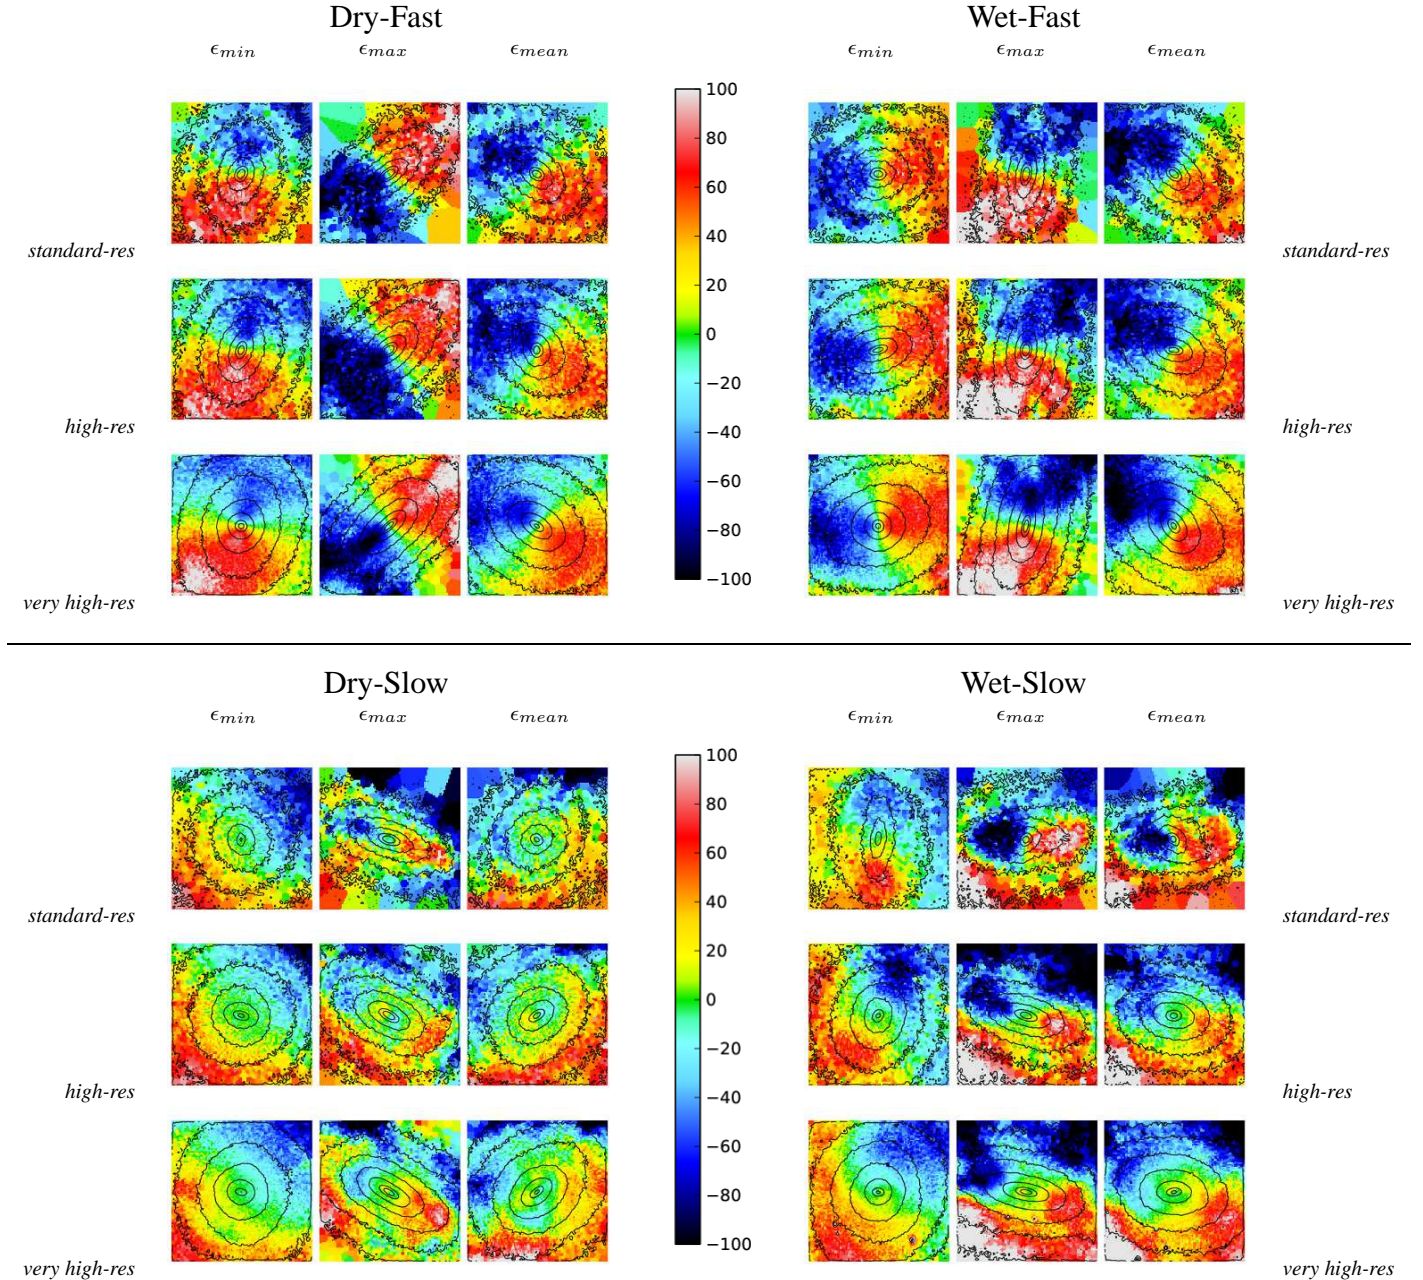 Dry-Fast Wet-Fast
ϵmin ϵmax ϵmean ϵmin ϵmax ϵmean
100
80
60
40
20
0
−20
−40
−60
−80
−100
standard-res standard-res
high-res high-res
very high-res very high-res
Dry-Slow Wet-Slow
ϵmin ϵmax ϵmean ϵmin ϵmax ϵmean
100
80
60
40
20
0
−20
−40
−60
−80
−100
standard-res standard-res
high-res high-res
very high-res very high-res